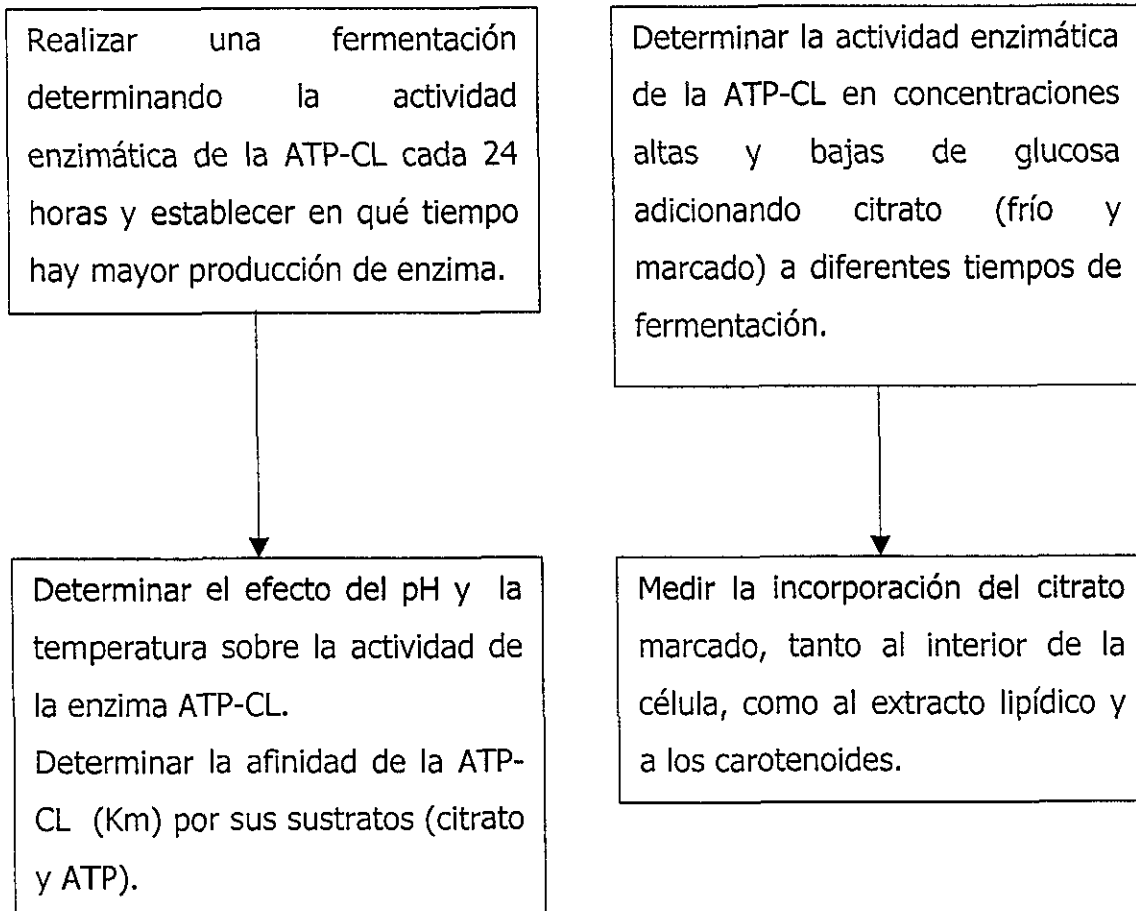 Realizar una fermentación
determinando la actividad
enzimática de la ATP-CL cada 24
horas y establecer en qué tiempo
hay mayor producción de enzima.
Determinar el efecto del pH y la
temperatura sobre la actividad de
la enzima ATP-CL.
Determinar la afinidad de la ATP-
CL (Km) por sus sustratos (citrato
y ATP).
Determinar la actividad enzimática
de la ATP-CL en concentraciones
altas y bajas de glucosa
adicionando citrato (frío y
marcado) a diferentes tiempos de
fermentación.
Medir la incorporación del citrato
marcado, tanto al interior de la
célula, como al extracto lipídico y
a los carotenoides.